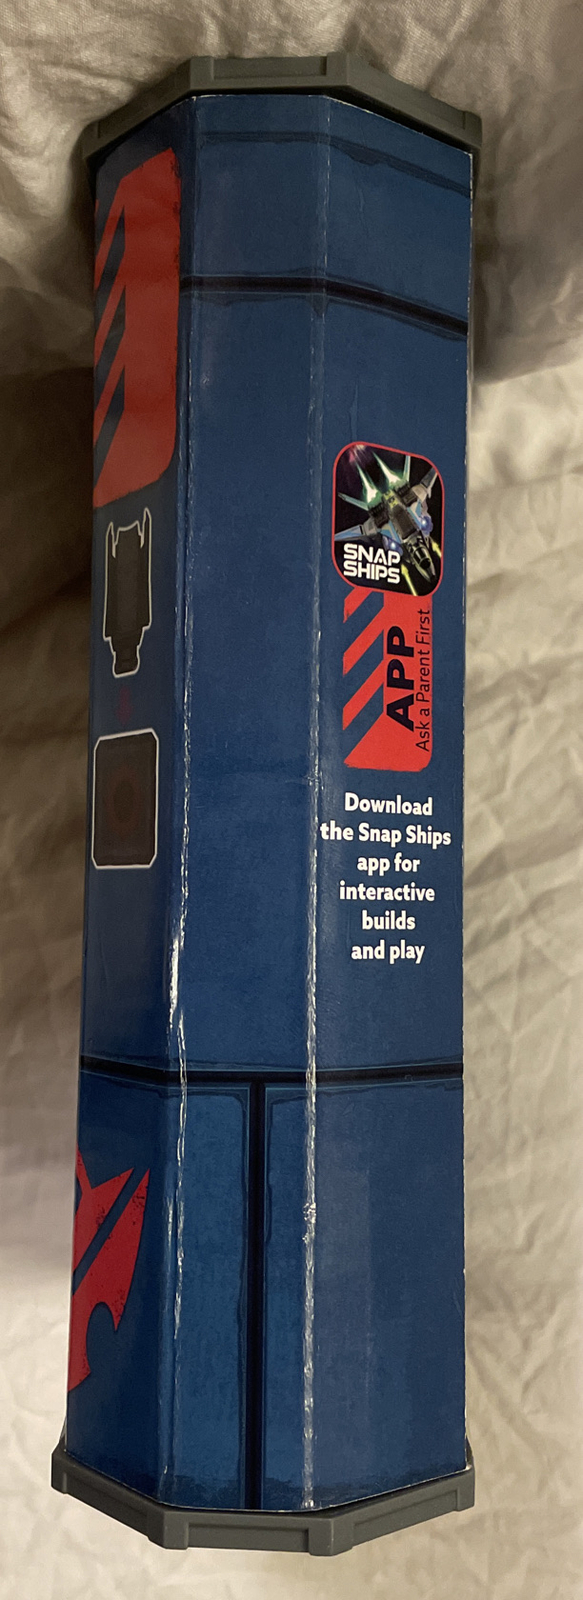 SNAP
SHIPS
APP
Ask a Parent First
Download
the Snap Ships
app for
interactive
builds
and play